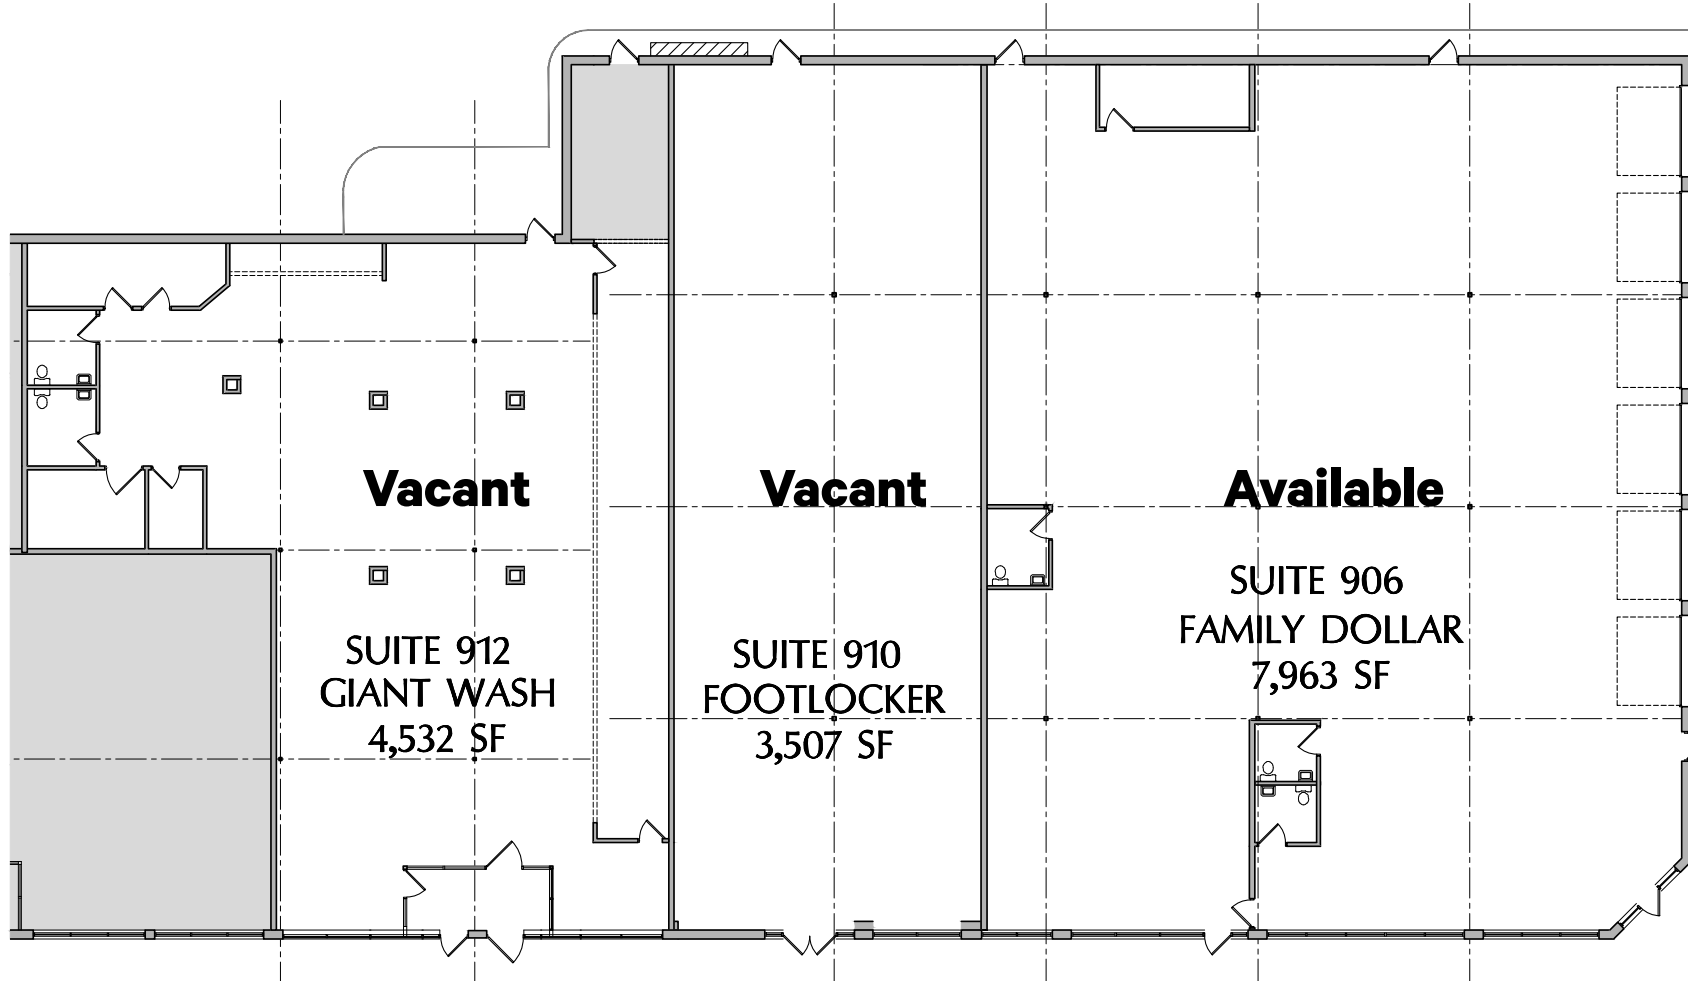 Vacant
SUITE 912
GIANT WASH
4,532 SF
Vacant
SUITE 910
FOOTLOCKER
3,507 SF
Available
SUITE 906
FAMILY DOLLAR
7,963 SF